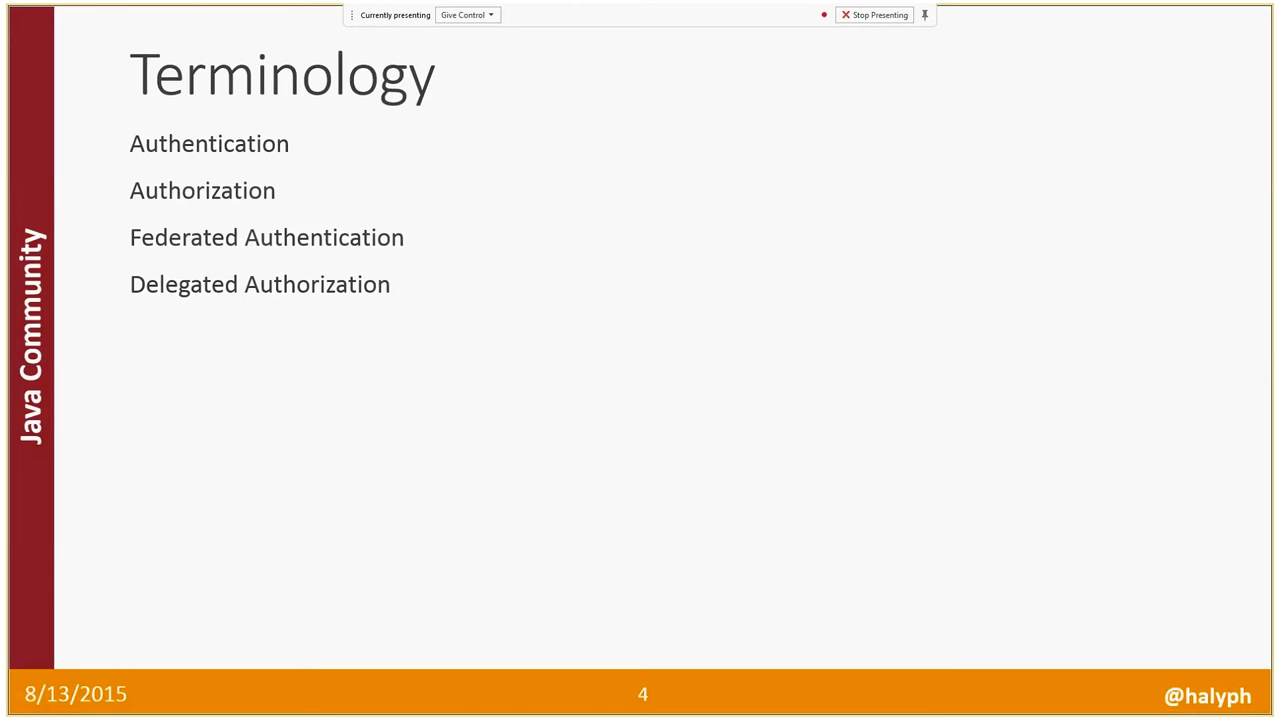 Currently presenting
Give Control
Stop Presenting
Terminology
Authentication
Authorization
Federated Authentication
Delegated Authorization
Java Community
8/13/2015
4
@halyph